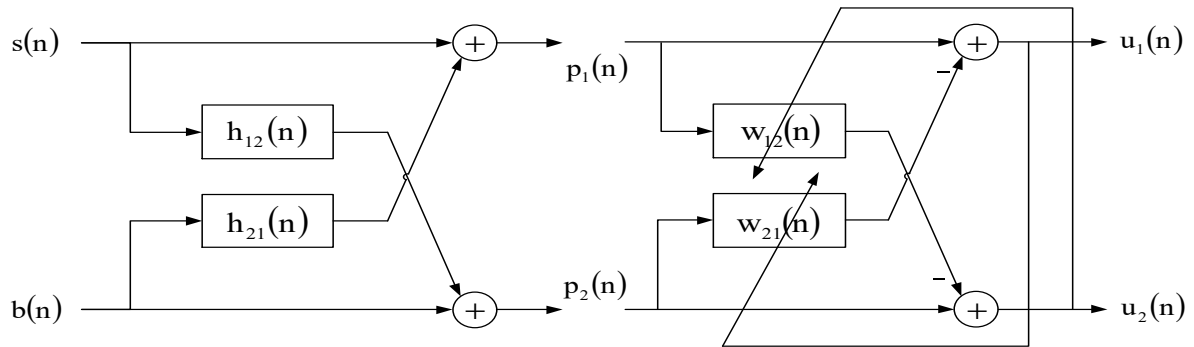 s(n)
h₁₂(n)
h₂₁(n)
b(n)
+
+
p₁(n)
p₂(n)
w₁₂(n)
w₂₁(n)
+
−
−
+
u₁(n)
u₂(n)